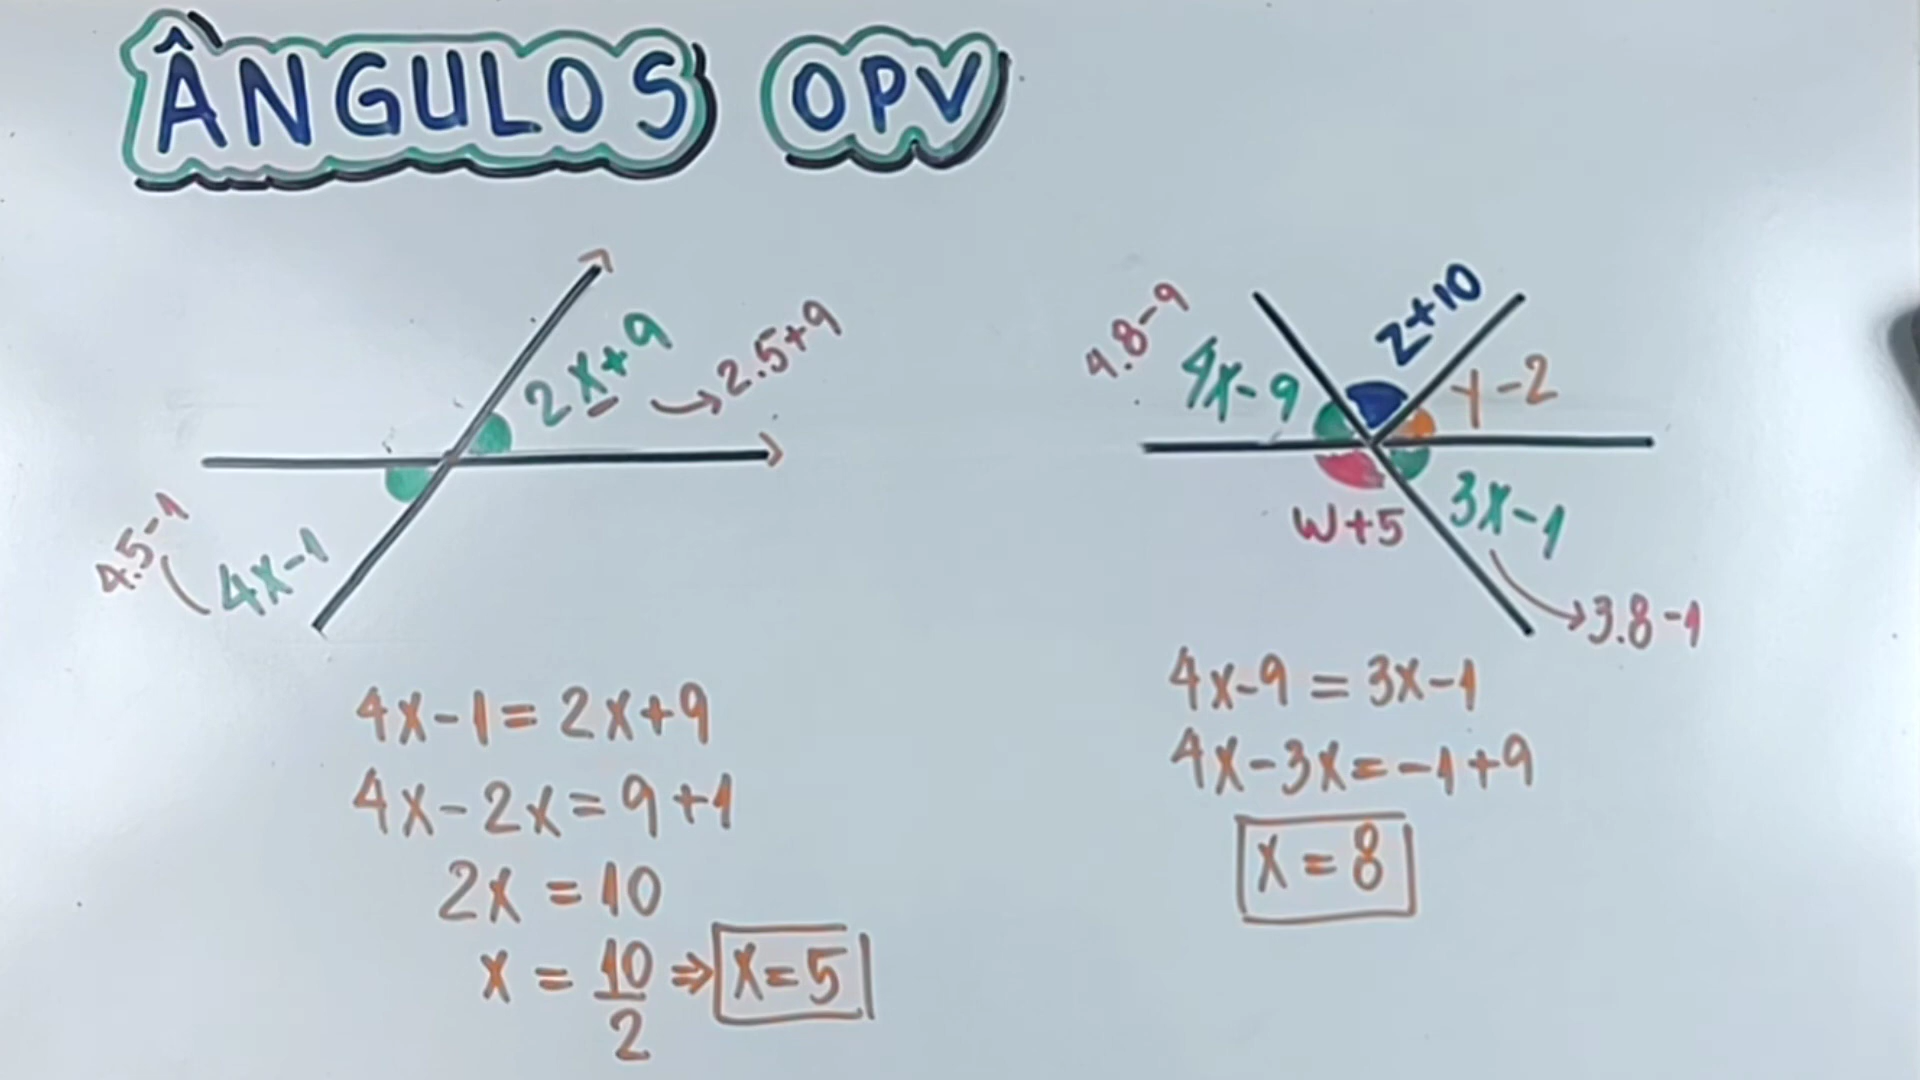 ÂNGULOS OPV
2x+9
2.5+9
4.5-1
4x-1
4x-1=2x+9
4x-2x=9+1
2x=10
x=10/2⇒x=5
4.8-9
4x-9
z+10
y-2
w+5
3x-1
3.8-1
4x-9=3x-1
4x-3x=-1+9
x=8